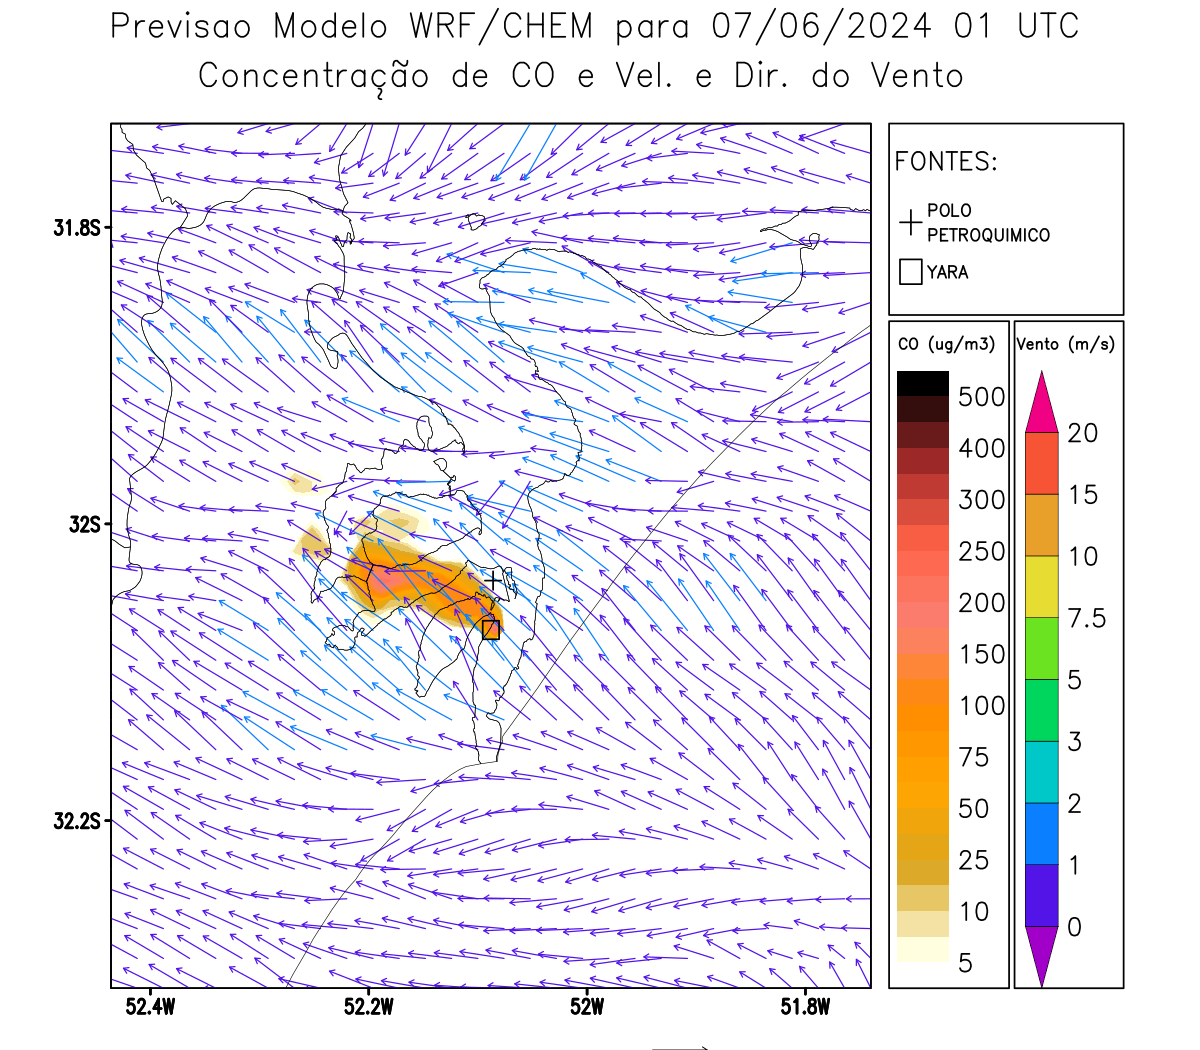 Previsao Modelo WRF/CHEM para 07/06/2024 01 UTC
Concentração de CO e Vel. e Dir. do Vento
FONTES:
POLO
PETROQUIMICO
YARA
CO (ug/m3)
500
400
300
250
200
150
100
75
50
25
10
5
Vento (m/s)
20
15
10
7.5
5
3
2
1
0
31.8S
32S
32.2S
52.4W
52.2W
52W
51.8W